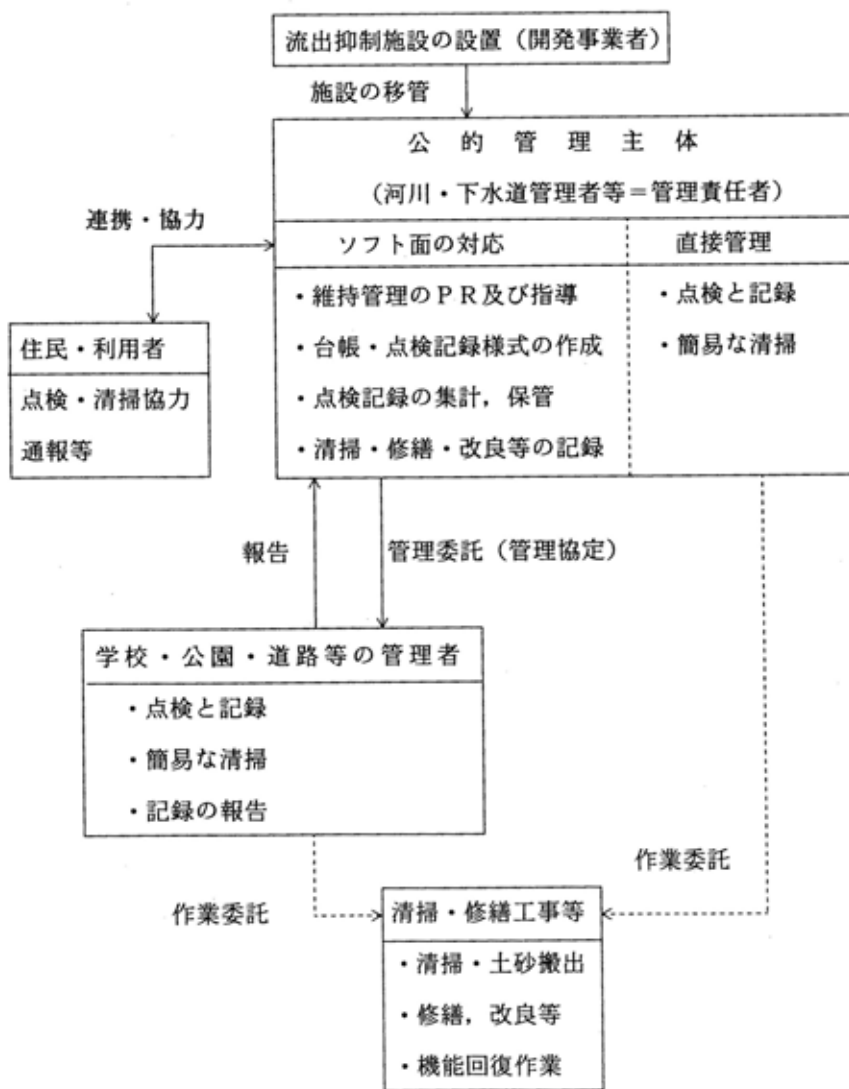 流出抑制施設の設置（開発事業者）
施設の移管
公的管理主体
（河川・下水道管理者等＝管理責任者）
連携・協力
ソフト面の対応
直接管理
・維持管理のＰＲ及び指導
・台帳・点検記録様式の作成
・点検記録の集計，保管
・清掃・修繕・改良等の記録
・点検と記録
・簡易な清掃
住民・利用者
点検・清掃協力
通報等
報告
管理委託（管理協定）
学校・公園・道路等の管理者
・点検と記録
・簡易な清掃
・記録の報告
作業委託
作業委託
清掃・修繕工事等
・清掃・土砂搬出
・修繕，改良等
・機能回復作業